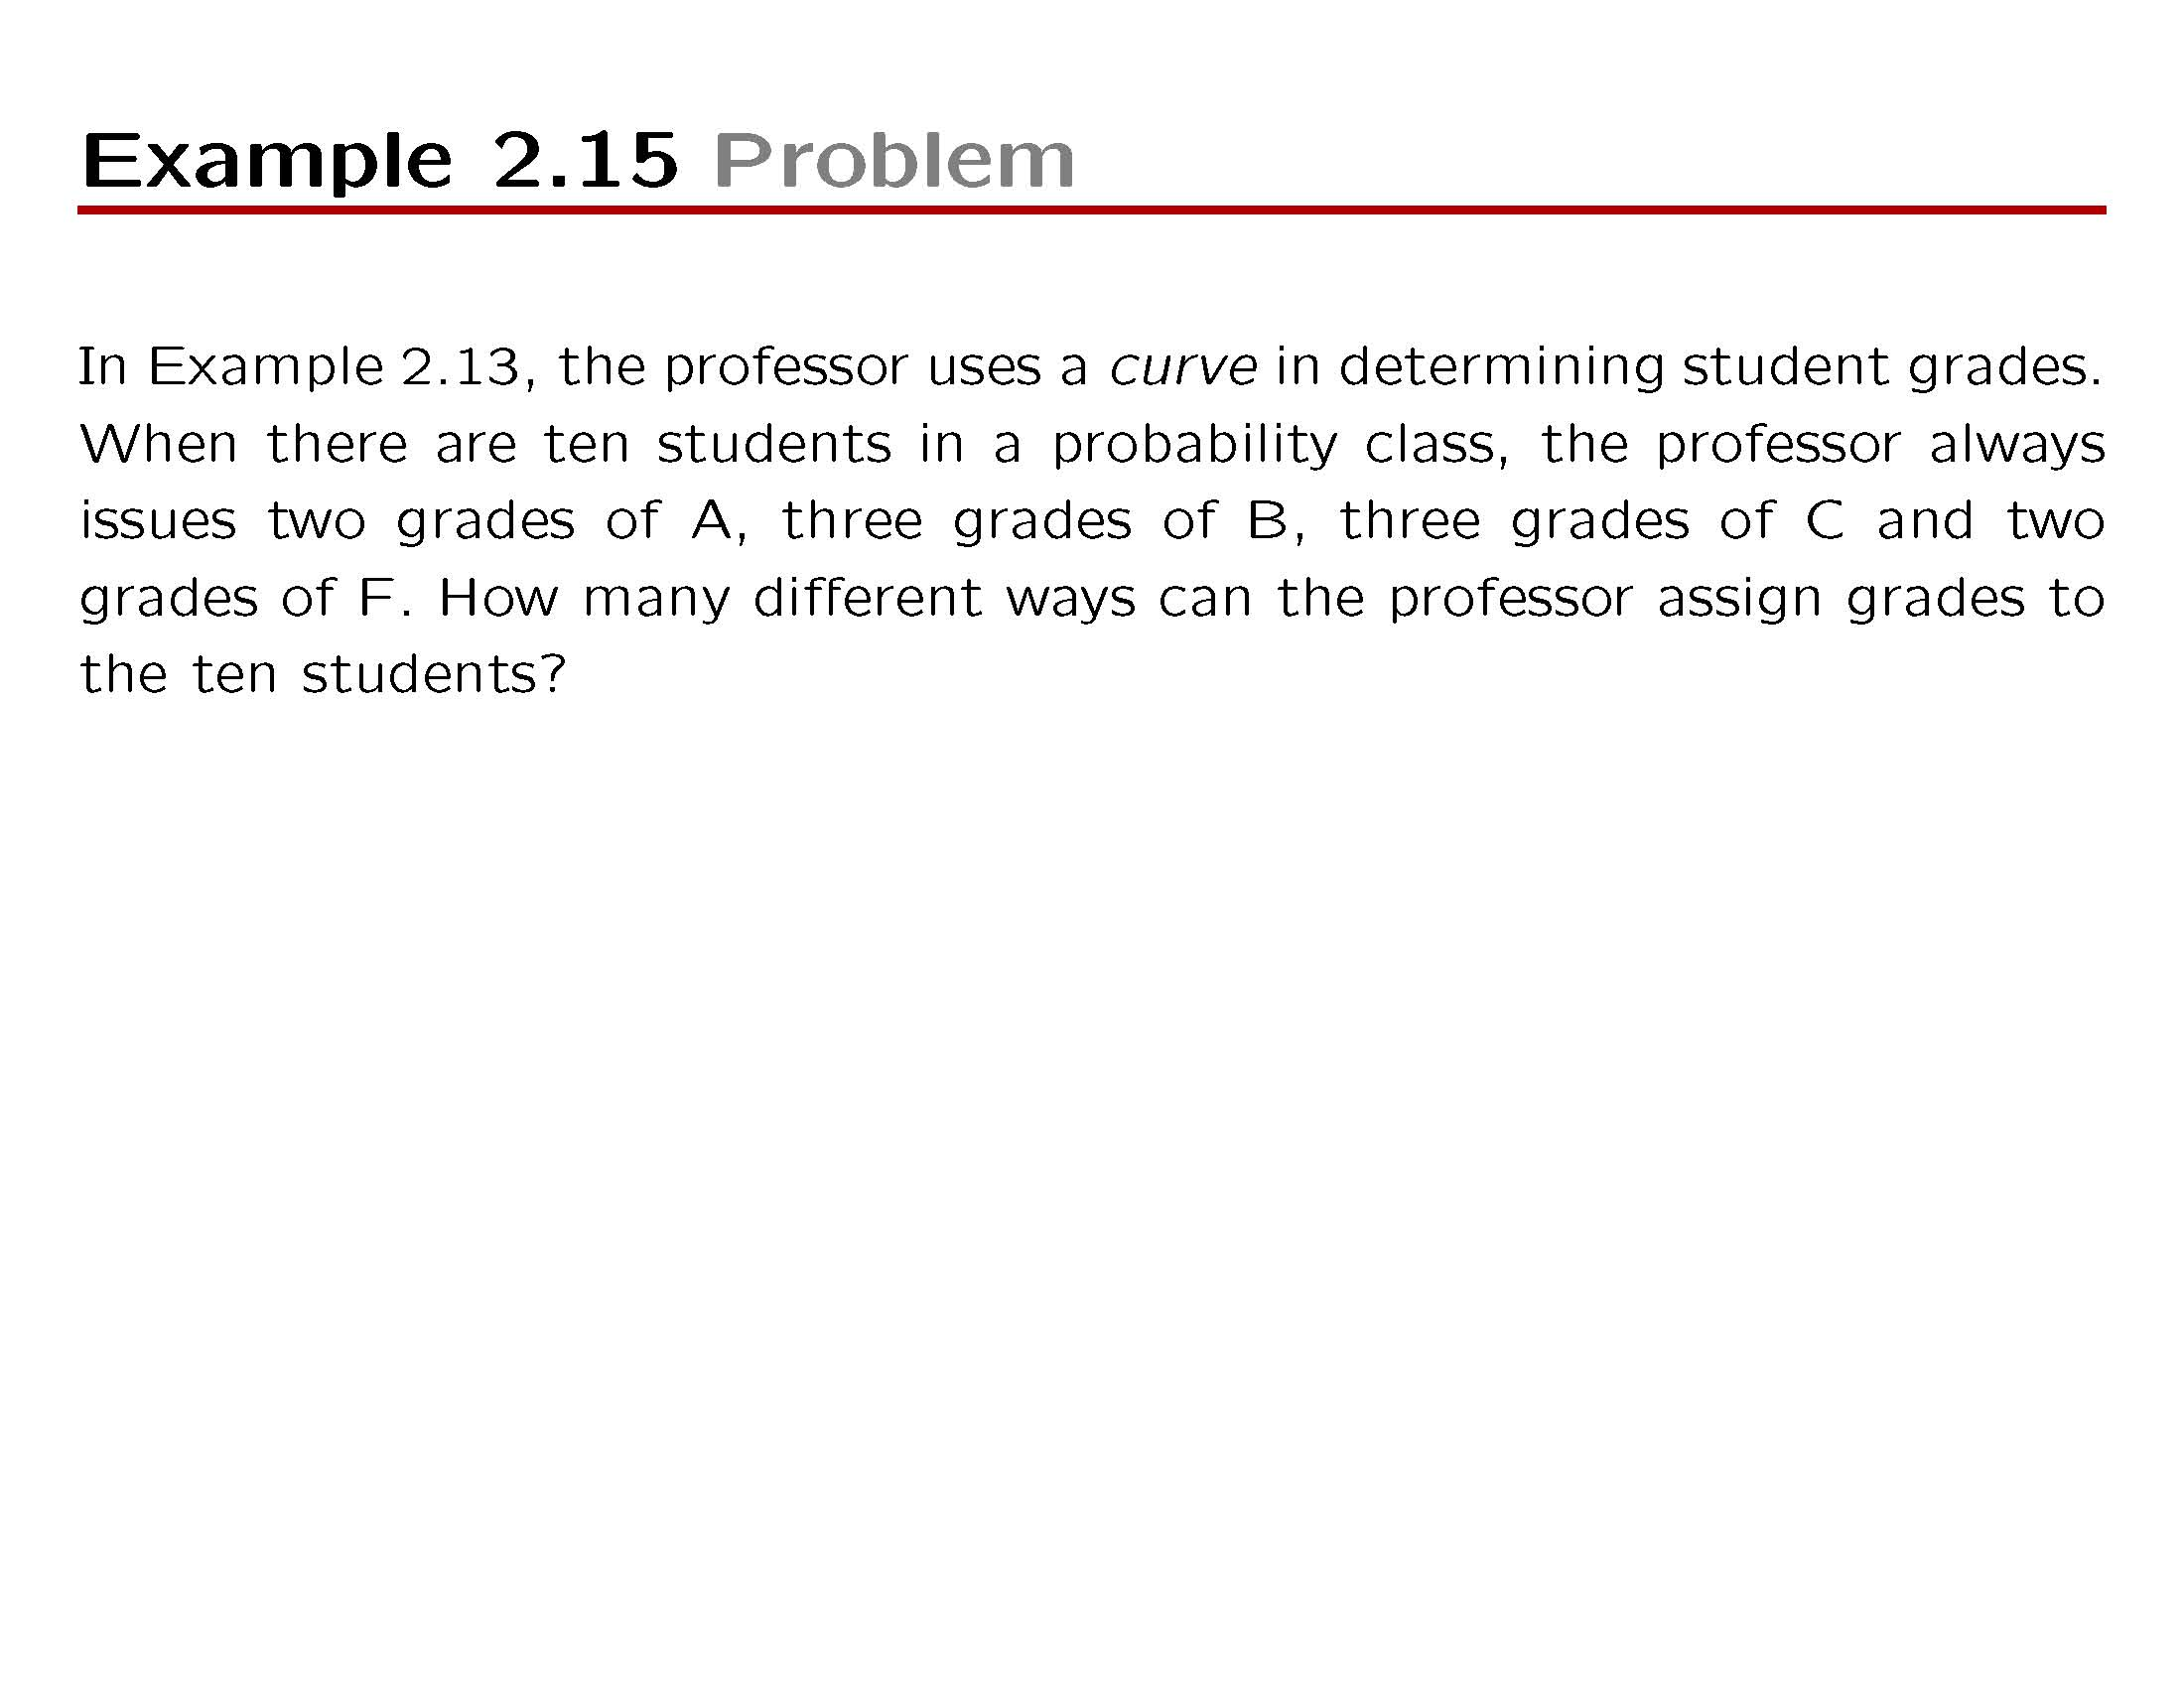 Example 2.15 Problem
In Example 2.13, the professor uses a curve in determining student grades.
When there are ten students in a probability class, the professor always
issues two grades of A, three grades of B, three grades of C and two
grades of F. How many different ways can the professor assign grades to
the ten students?